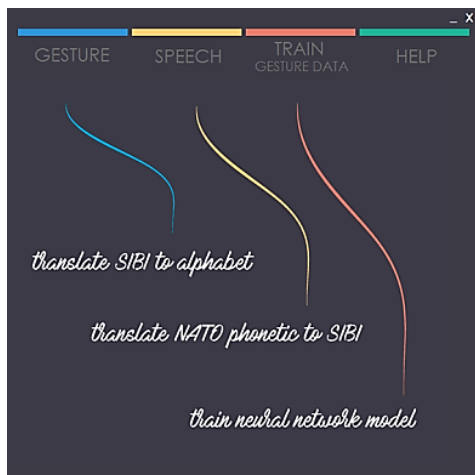 _ X
GESTURE
SPEECH
TRAIN
GESTURE DATA
HELP
translate SIBI to alphabet
translate NATO phonetic to SIBI
train neural network model